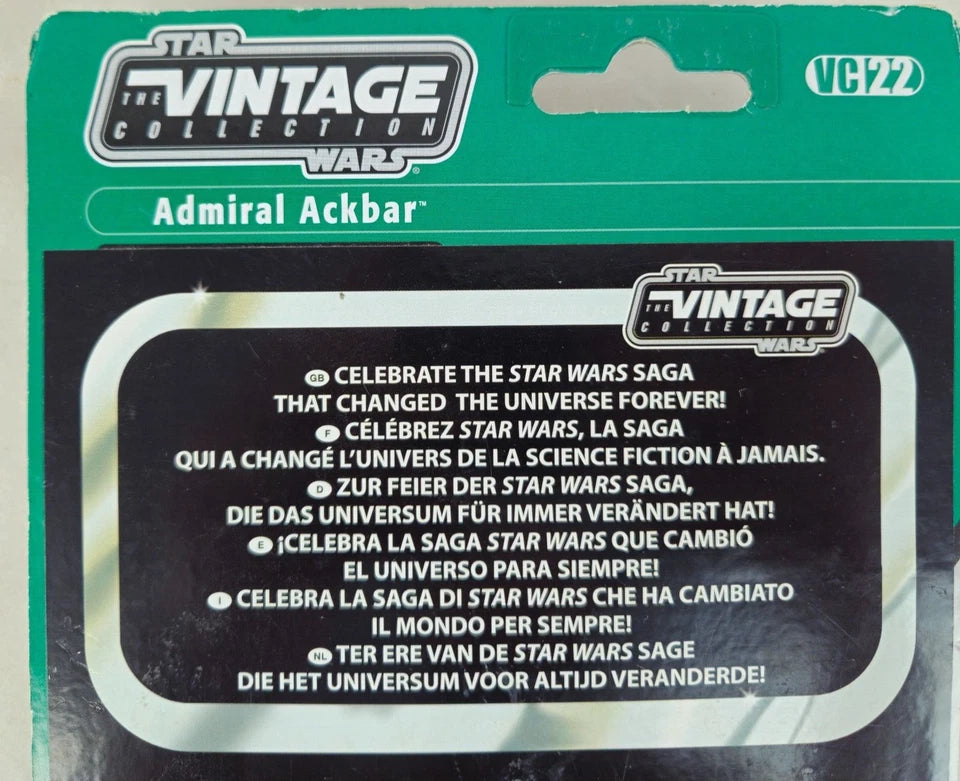 STAR
THE VINTAGE
COLLECTION
WARS®
VC22
Admiral Ackbar™
STAR
THE VINTAGE
COLLECTION
WARS
GB CELEBRATE THE STAR WARS SAGA
THAT CHANGED THE UNIVERSE FOREVER!
F CÉLÉBREZ STAR WARS, LA SAGA
QUI A CHANGÉ L'UNIVERS DE LA SCIENCE FICTION À JAMAIS.
D ZUR FEIER DER STAR WARS SAGA,
DIE DAS UNIVERSUM FÜR IMMER VERÄNDERT HAT!
E ¡CELEBRA LA SAGA STAR WARS QUE CAMBIÓ
EL UNIVERSO PARA SIEMPRE!
I CELEBRA LA SAGA DI STAR WARS CHE HA CAMBIATO
IL MONDO PER SEMPRE!
NL TER ERE VAN DE STAR WARS SAGE
DIE HET UNIVERSUM VOOR ALTIJD VERANDERDE!